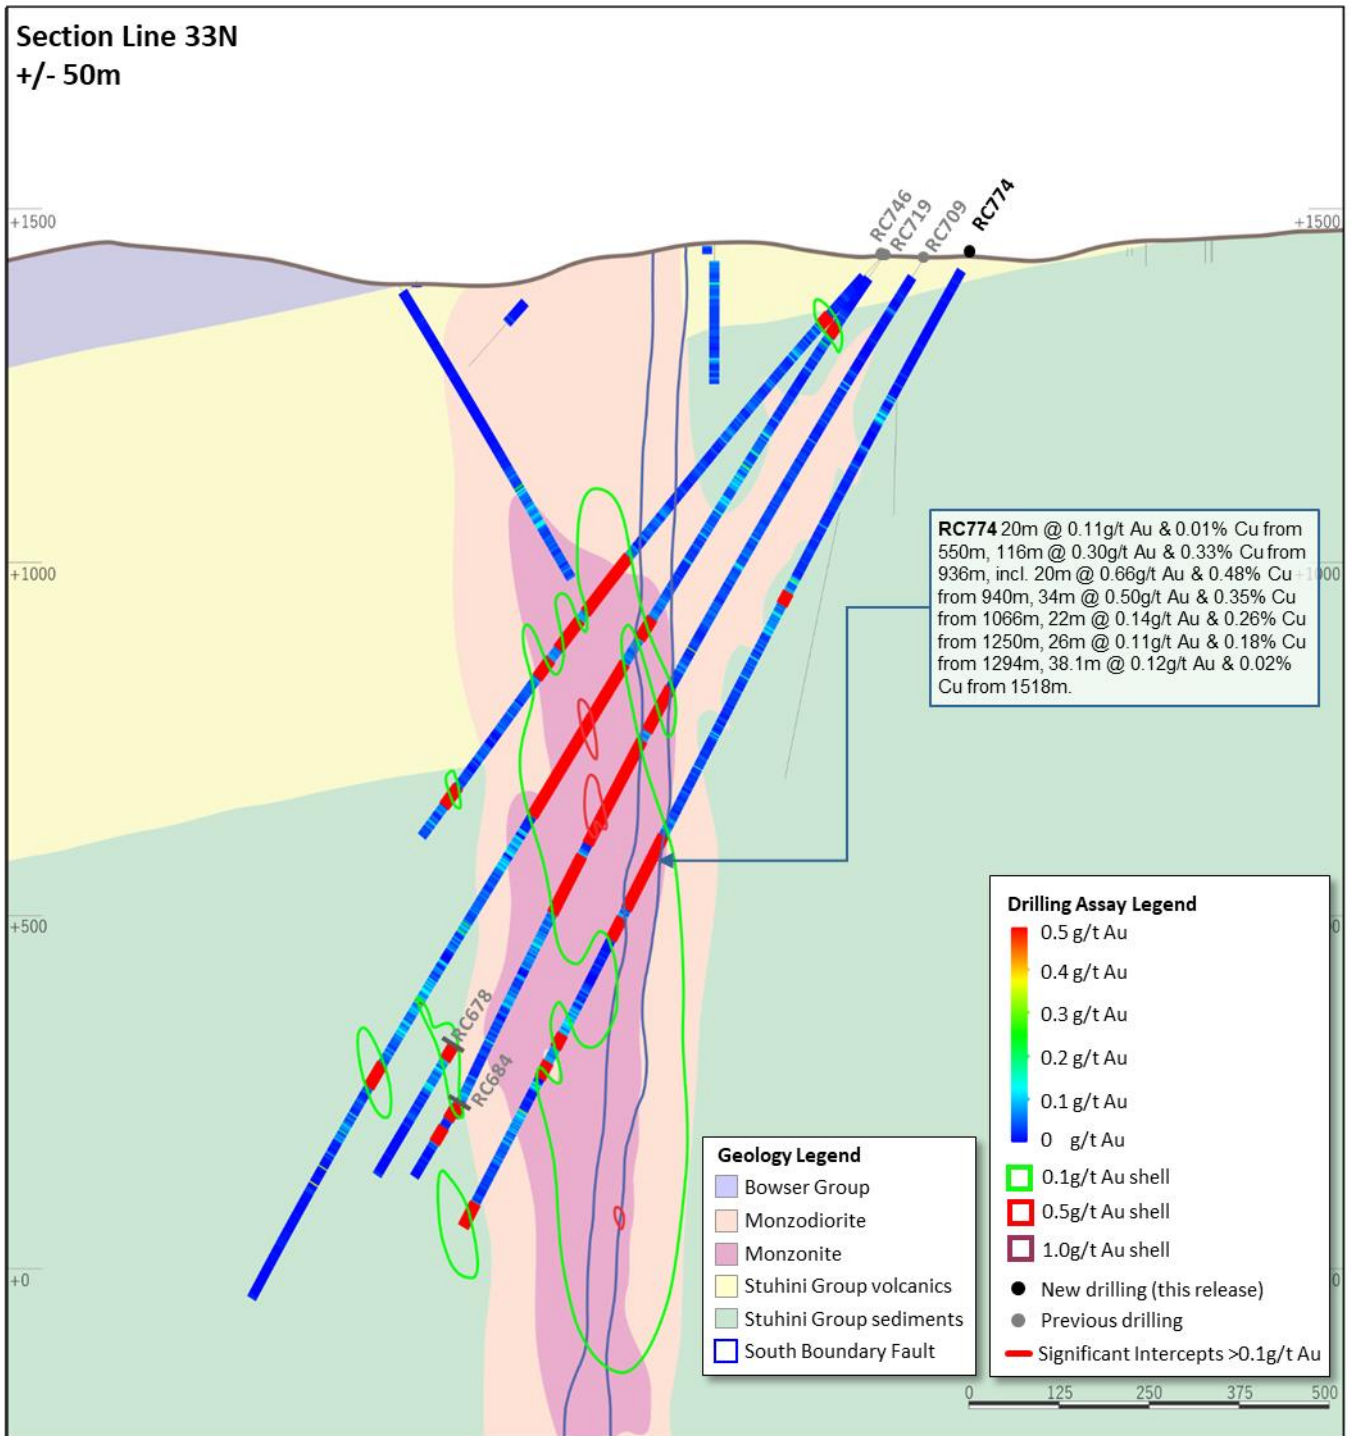 Section Line 33N
+/- 50m
RC746
RC719
RC709
RC774
+1500
+1500
RC774 20m @ 0.11g/t Au & 0.01% Cu from
550m, 116m @ 0.30g/t Au & 0.33% Cu from
936m, incl. 20m @ 0.66g/t Au & 0.48% Cu
from 940m, 34m @ 0.50g/t Au & 0.35% Cu
from 1066m, 22m @ 0.14g/t Au & 0.26% Cu
from 1250m, 26m @ 0.11g/t Au & 0.18% Cu
from 1294m, 38.1m @ 0.12g/t Au & 0.02%
Cu from 1518m.
+1000
+1000
+500
0
RC678
RC684
+0
0
Drilling Assay Legend
0.5 g/t Au
0.4 g/t Au
0.3 g/t Au
0.2 g/t Au
0.1 g/t Au
0 g/t Au
0.1g/t Au shell
0.5g/t Au shell
1.0g/t Au shell
New drilling (this release)
Previous drilling
Significant Intercepts >0.1g/t Au
Geology Legend
Bowser Group
Monzodiorite
Monzonite
Stuhini Group volcanics
Stuhini Group sediments
South Boundary Fault
0 125 250 375 500